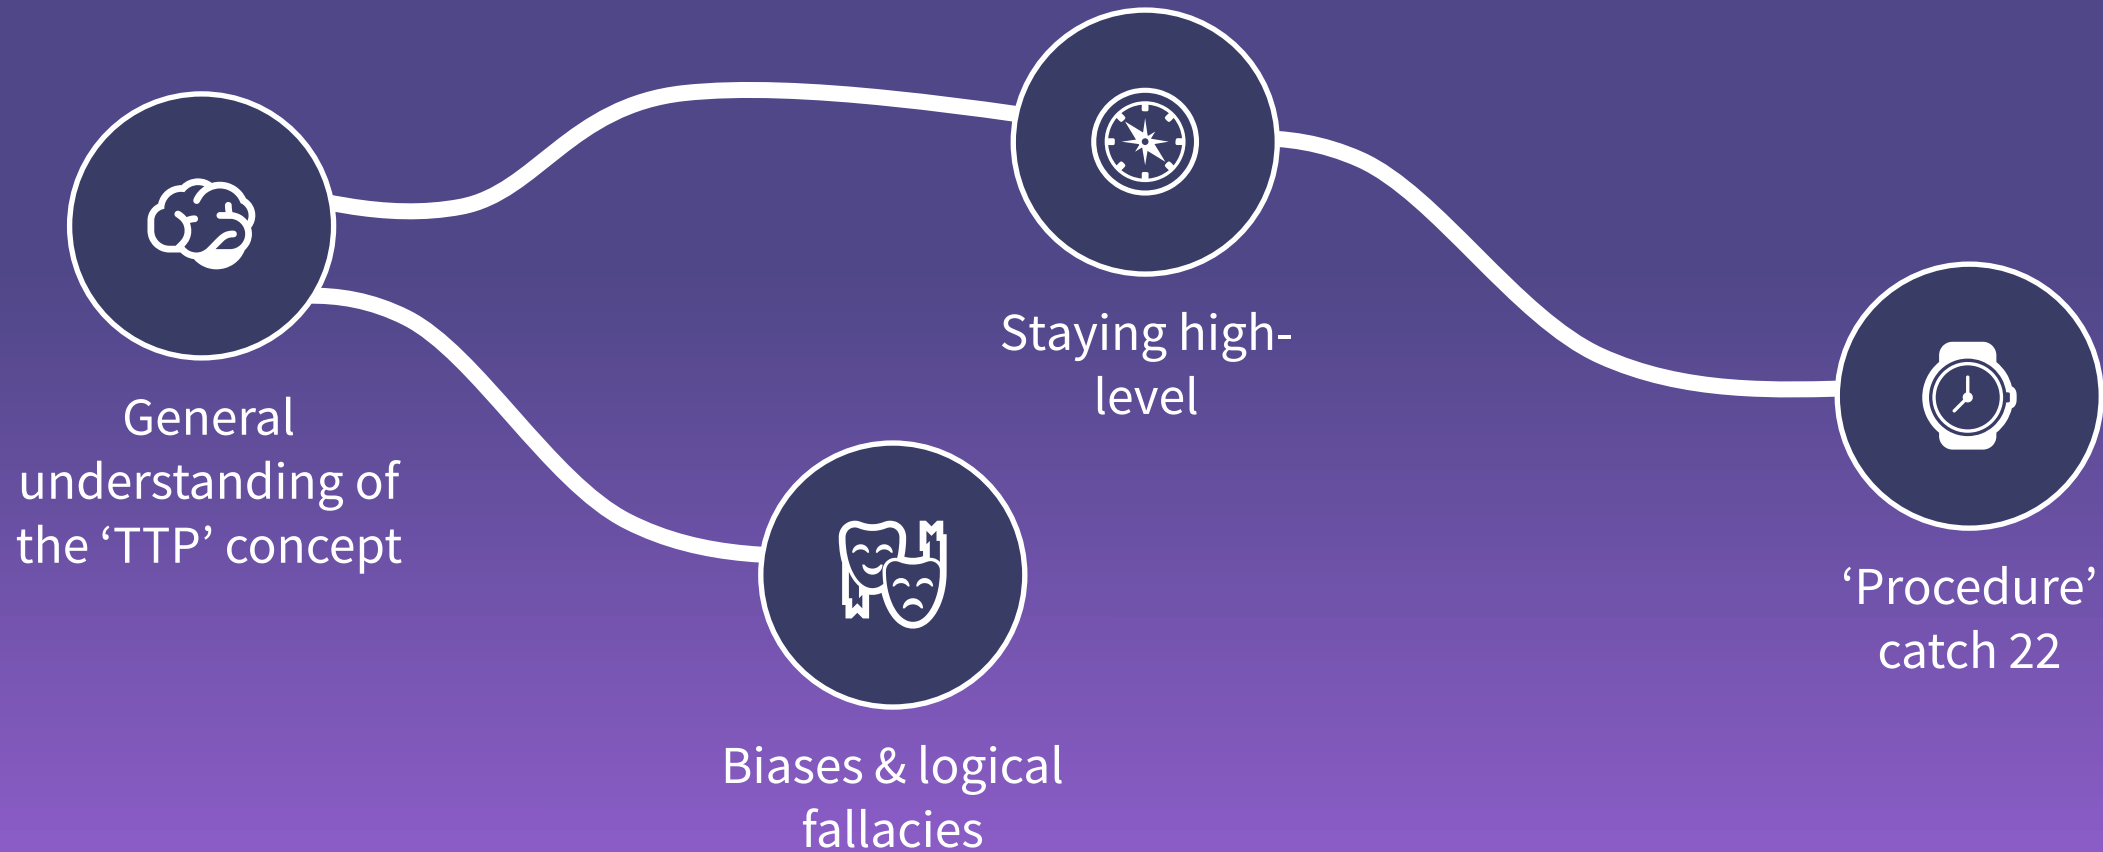 General
understanding of
the ‘TTP’ concept
Staying high-
level
Biases & logical
fallacies
‘Procedure’
catch 22